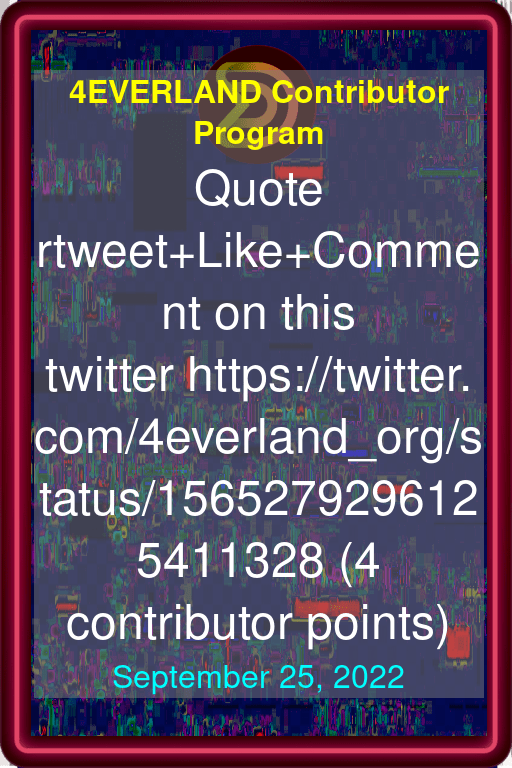 4EVERLAND Contributor
Program
Quote
rtweet+Like+Comme
nt on this
twitter https://twitter.
com/4everland_org/s
tatus/156527929612
5411328 (4
contributor points)
September 25, 2022